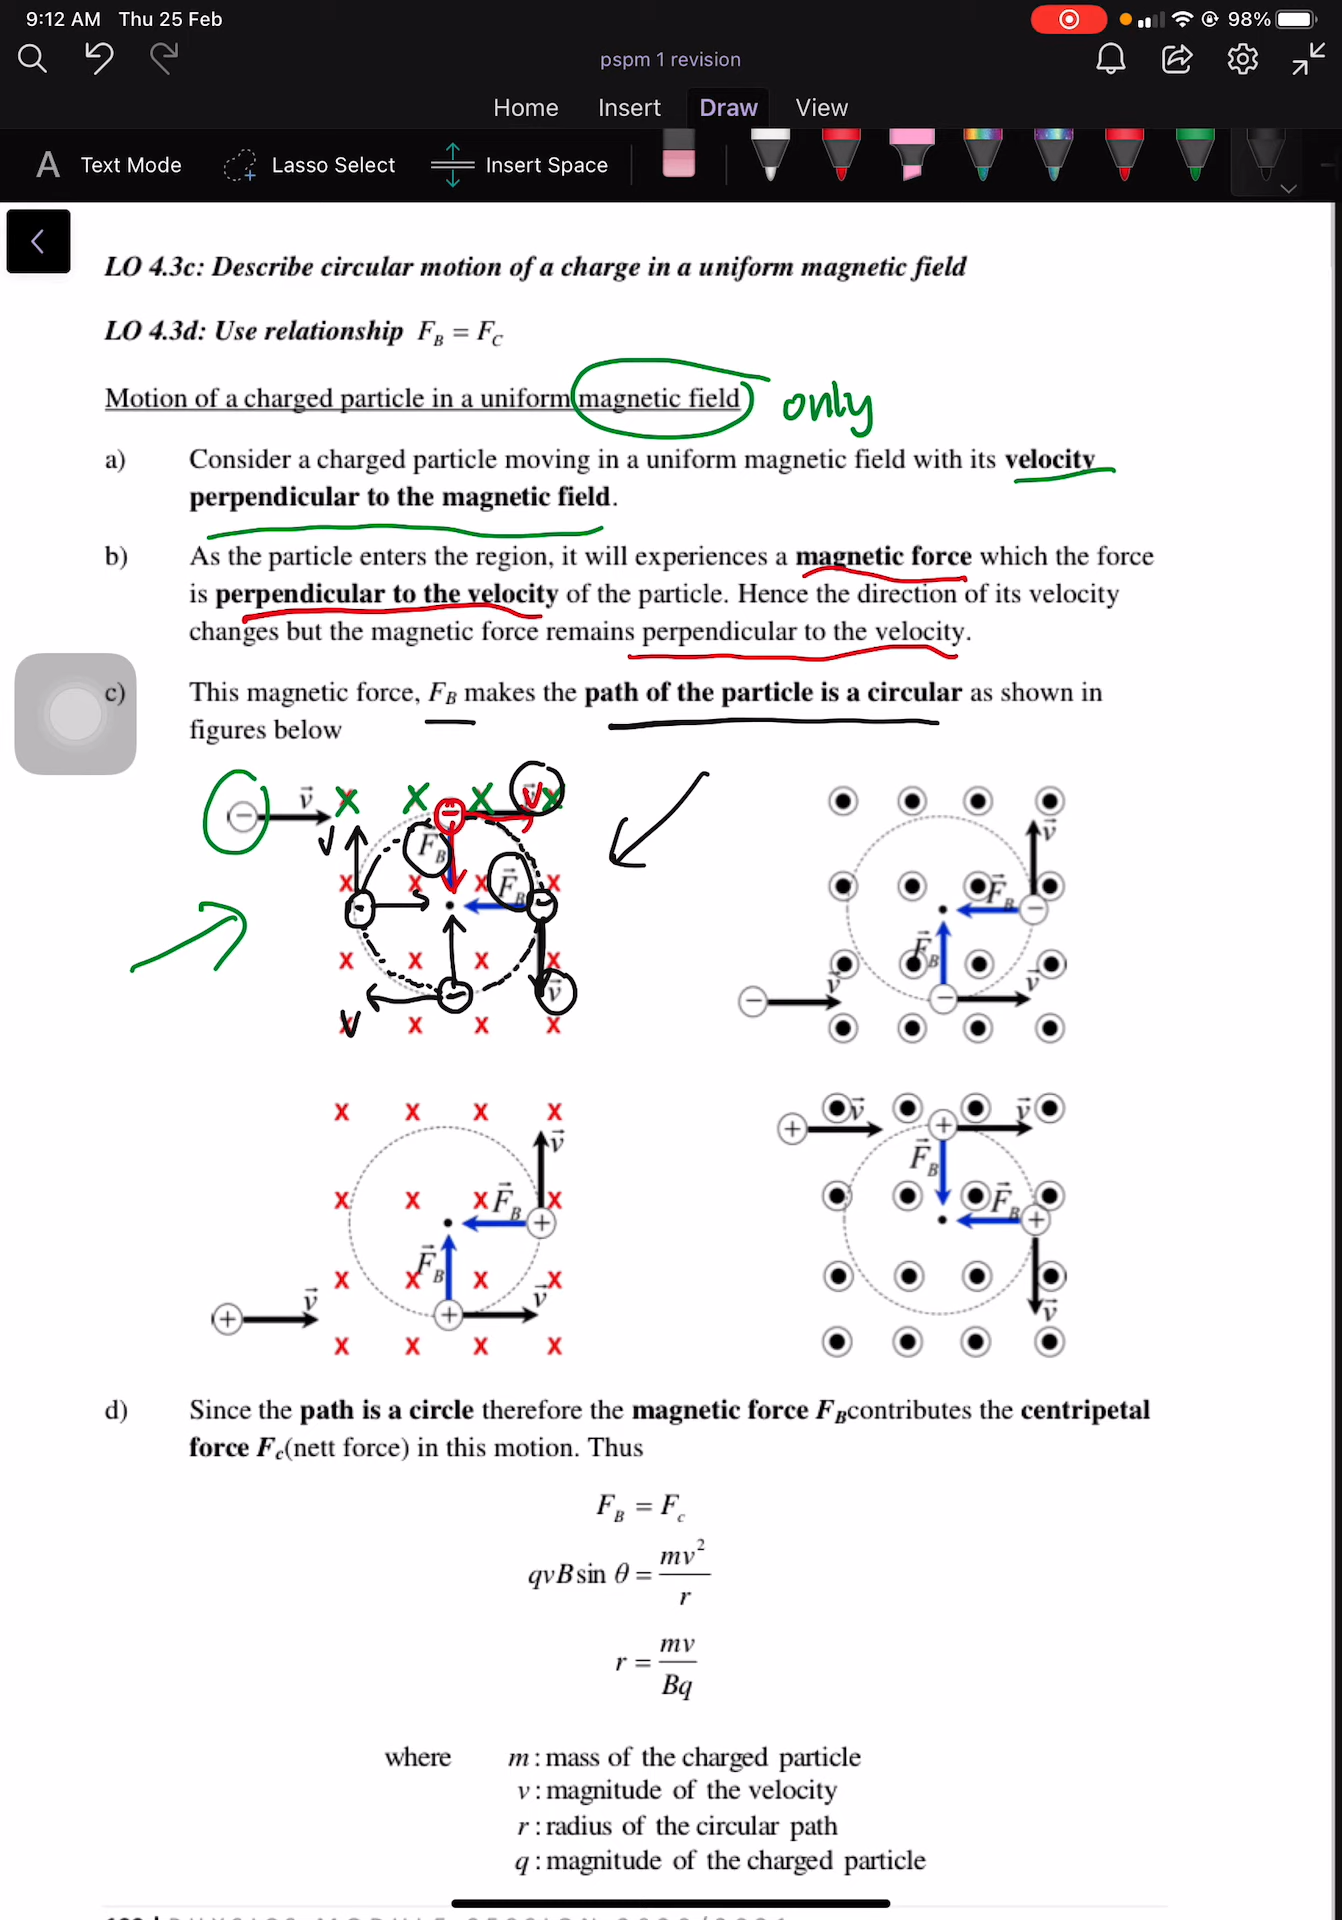 9:12 AM Thu 25 Feb
98%
pspm 1 revision
Home Insert Draw View
A Text Mode Lasso Select Insert Space
LO 4.3c: Describe circular motion of a charge in a uniform magnetic field
LO 4.3d: Use relationship F_B = F_C
Motion of a charged particle in a uniform magnetic field only
a) Consider a charged particle moving in a uniform magnetic field with its velocity
perpendicular to the magnetic field.
b) As the particle enters the region, it will experiences a magnetic force which the force
is perpendicular to the velocity of the particle. Hence the direction of its velocity
changes but the magnetic force remains perpendicular to the velocity.
c) This magnetic force, F_B makes the path of the particle is a circular as shown in
figures below
− v⃗ X X − X v X
v F⃗_B
X X X F⃗_B X
− −
X X X X
− v⃗
v X X X
v⃗
F⃗_B −
F⃗_B
− v⃗ − v⃗
X X X X
v⃗
X X X F⃗_B X
+
X X F⃗_B X X
+ v⃗ + v⃗
X X X X
+ v⃗ + v⃗
F⃗_B
F⃗_B +
v⃗
d) Since the path is a circle therefore the magnetic force F_B contributes the centripetal
force F_c (nett force) in this motion. Thus
F_B = F_c
qvB sin θ = mv²/r
r = mv/Bq
where m : mass of the charged particle
v : magnitude of the velocity
r : radius of the circular path
q : magnitude of the charged particle